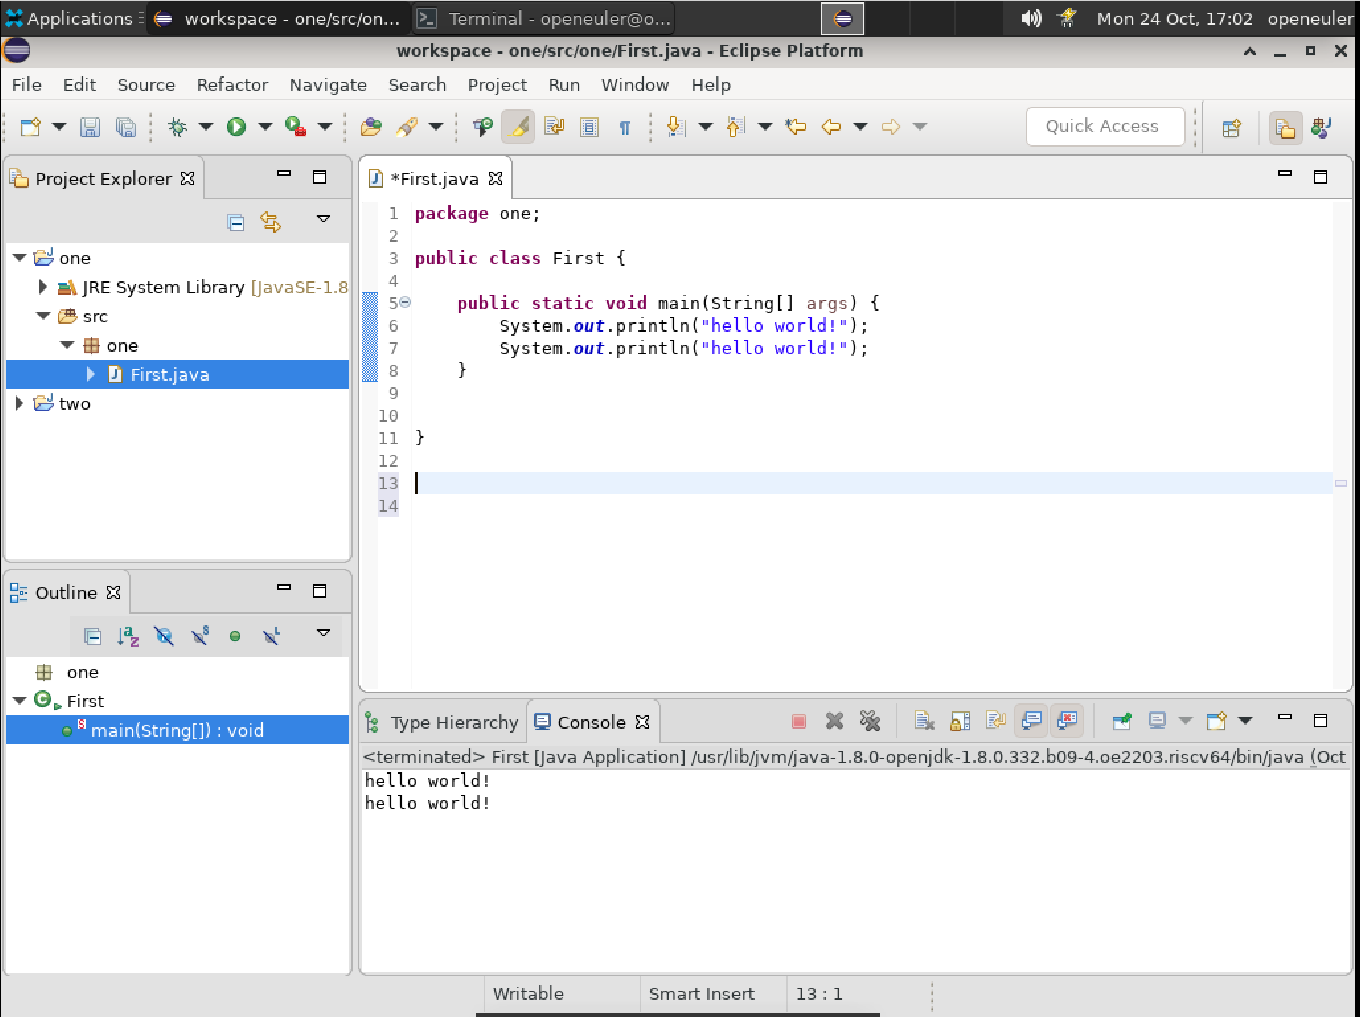 Applications
workspace - one/src/on...
Terminal - openeuler@o...
Mon 24 Oct, 17:02 openeuler
workspace - one/src/one/First.java - Eclipse Platform
File Edit Source Refactor Navigate Search Project Run Window Help
Quick Access
Project Explorer
one
JRE System Library [JavaSE-1.8
src
one
First.java
two
*First.java
1 package one;
2
3 public class First {
4
5 public static void main(String[] args) {
6 System.out.println("hello world!");
7 System.out.println("hello world!");
8 }
9
10
11 }
12
13
14
Outline
one
First
main(String[]) : void
Type Hierarchy
Console
<terminated> First [Java Application] /usr/lib/jvm/java-1.8.0-openjdk-1.8.0.332.b09-4.oe2203.riscv64/bin/java (Oct
hello world!
hello world!
Writable
Smart Insert
13 : 1